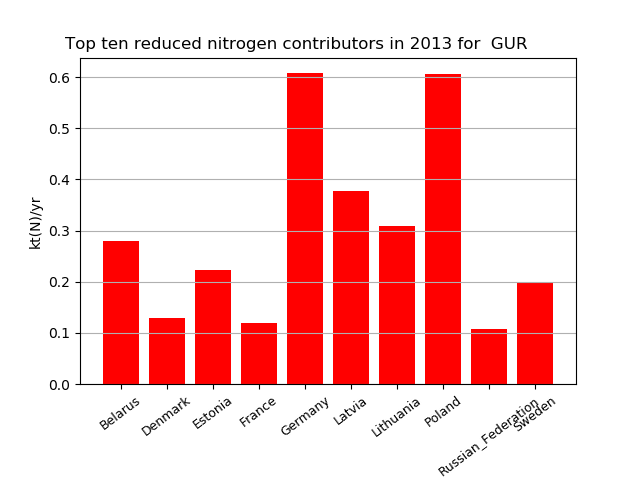 Top ten reduced nitrogen contributors in 2013 for  GUR
kt(N)/yr
0.6
0.5
0.4
0.3
0.2
0.1
0.0
Belarus
Denmark
Estonia
France
Germany
Latvia
Lithuania
Poland
Russian_Federation
Sweden